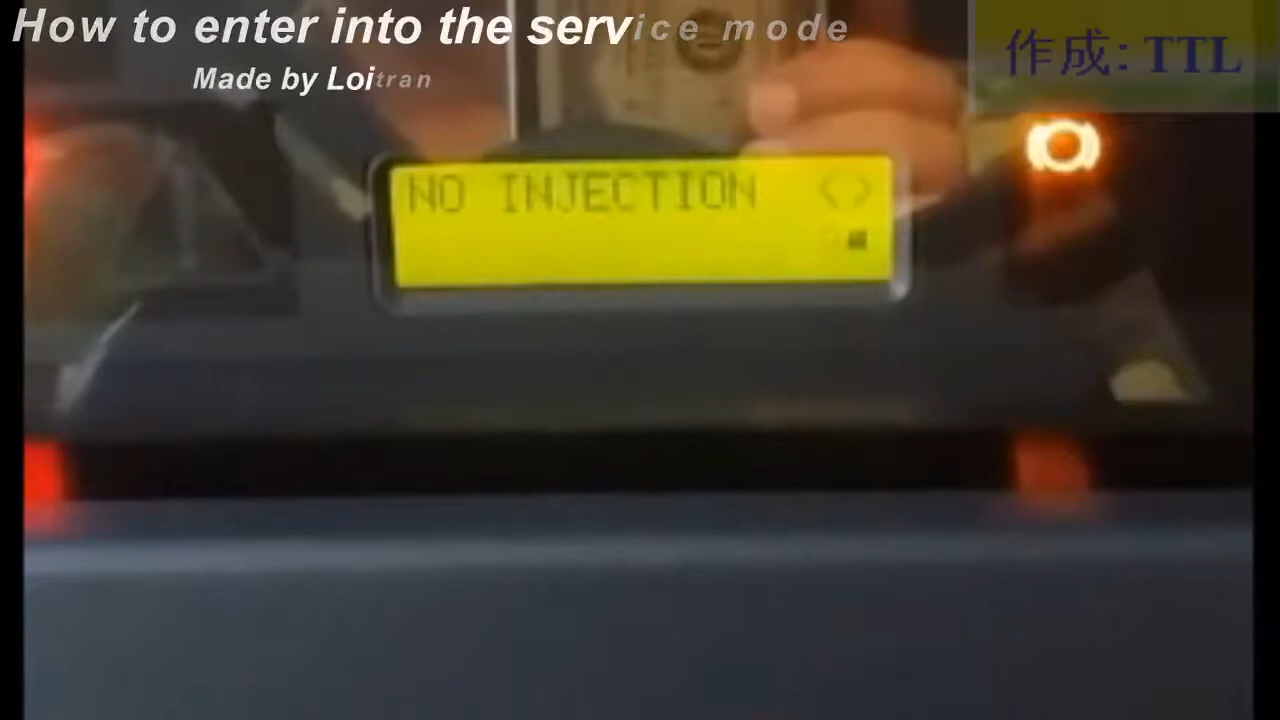 How to enter into the service mode
Made by Loitran
作成: TTL
NO INJECTION <>